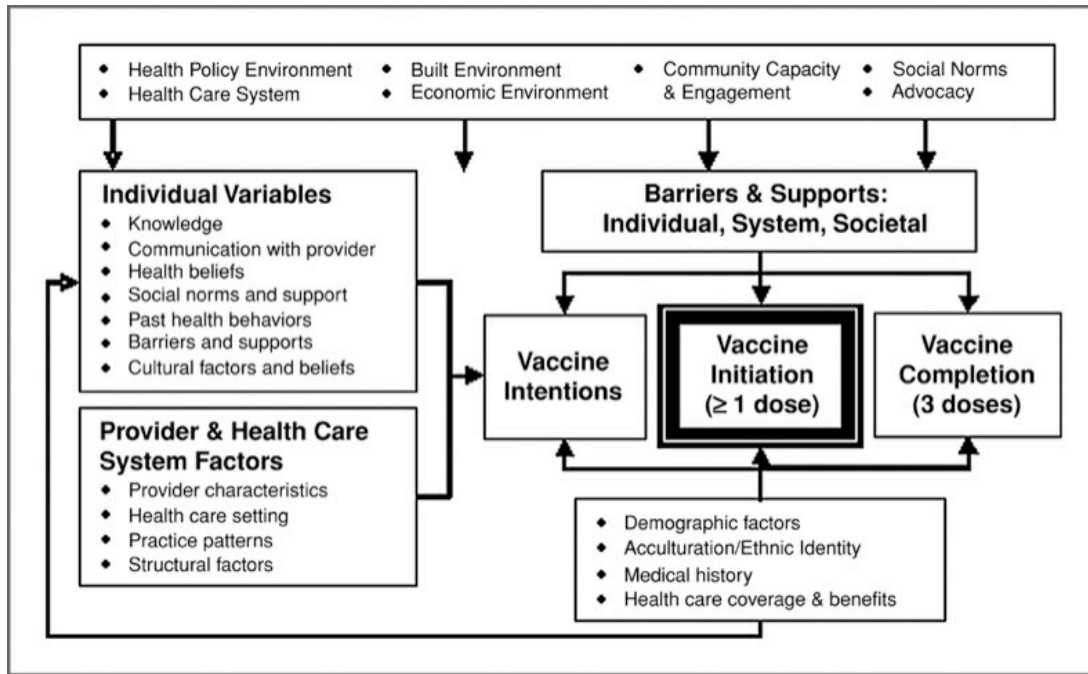 ◆ Health Policy Environment
◆ Health Care System
◆ Built Environment
◆ Economic Environment
◆ Community Capacity
& Engagement
◆ Social Norms
◆ Advocacy
Individual Variables
◆ Knowledge
◆ Communication with provider
◆ Health beliefs
◆ Social norms and support
◆ Past health behaviors
◆ Barriers and supports
◆ Cultural factors and beliefs
Provider & Health Care
System Factors
◆ Provider characteristics
◆ Health care setting
◆ Practice patterns
◆ Structural factors
Barriers & Supports:
Individual, System, Societal
Vaccine
Intentions
Vaccine
Initiation
(≥ 1 dose)
Vaccine
Completion
(3 doses)
◆ Demographic factors
◆ Acculturation/Ethnic Identity
◆ Medical history
◆ Health care coverage & benefits